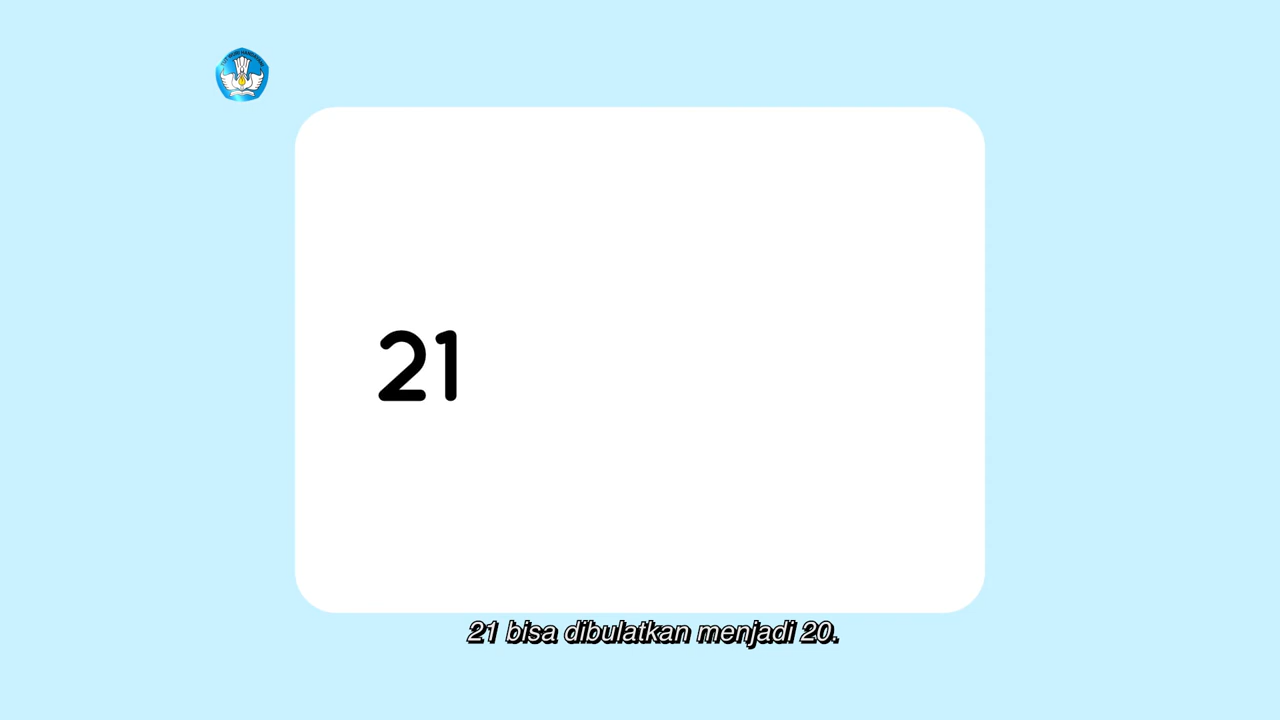 21
21 bisa dibulatkan menjadi 20.